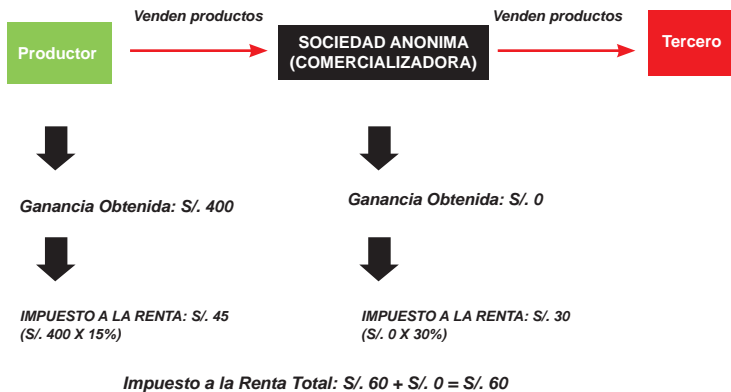 Venden productos
Venden productos
Productor
SOCIEDAD ANONIMA
(COMERCIALIZADORA)
Tercero
Ganancia Obtenida: S/. 400
Ganancia Obtenida: S/. 0
IMPUESTO A LA RENTA: S/. 45
(S/. 400 X 15%)
IMPUESTO A LA RENTA: S/. 30
(S/. 0 X 30%)
Impuesto a la Renta Total: S/. 60 + S/. 0 = S/. 60